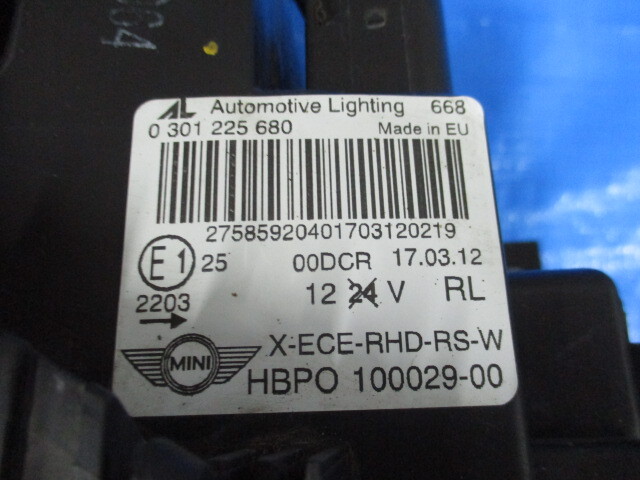 AL Automotive Lighting 668
0 301 225 680 Made in EU
27585920401703120219
E1 25 00DCR 17.03.12
2203 12 24 V RL
MINI X-ECE-RHD-RS-W
HBPO 100029-00